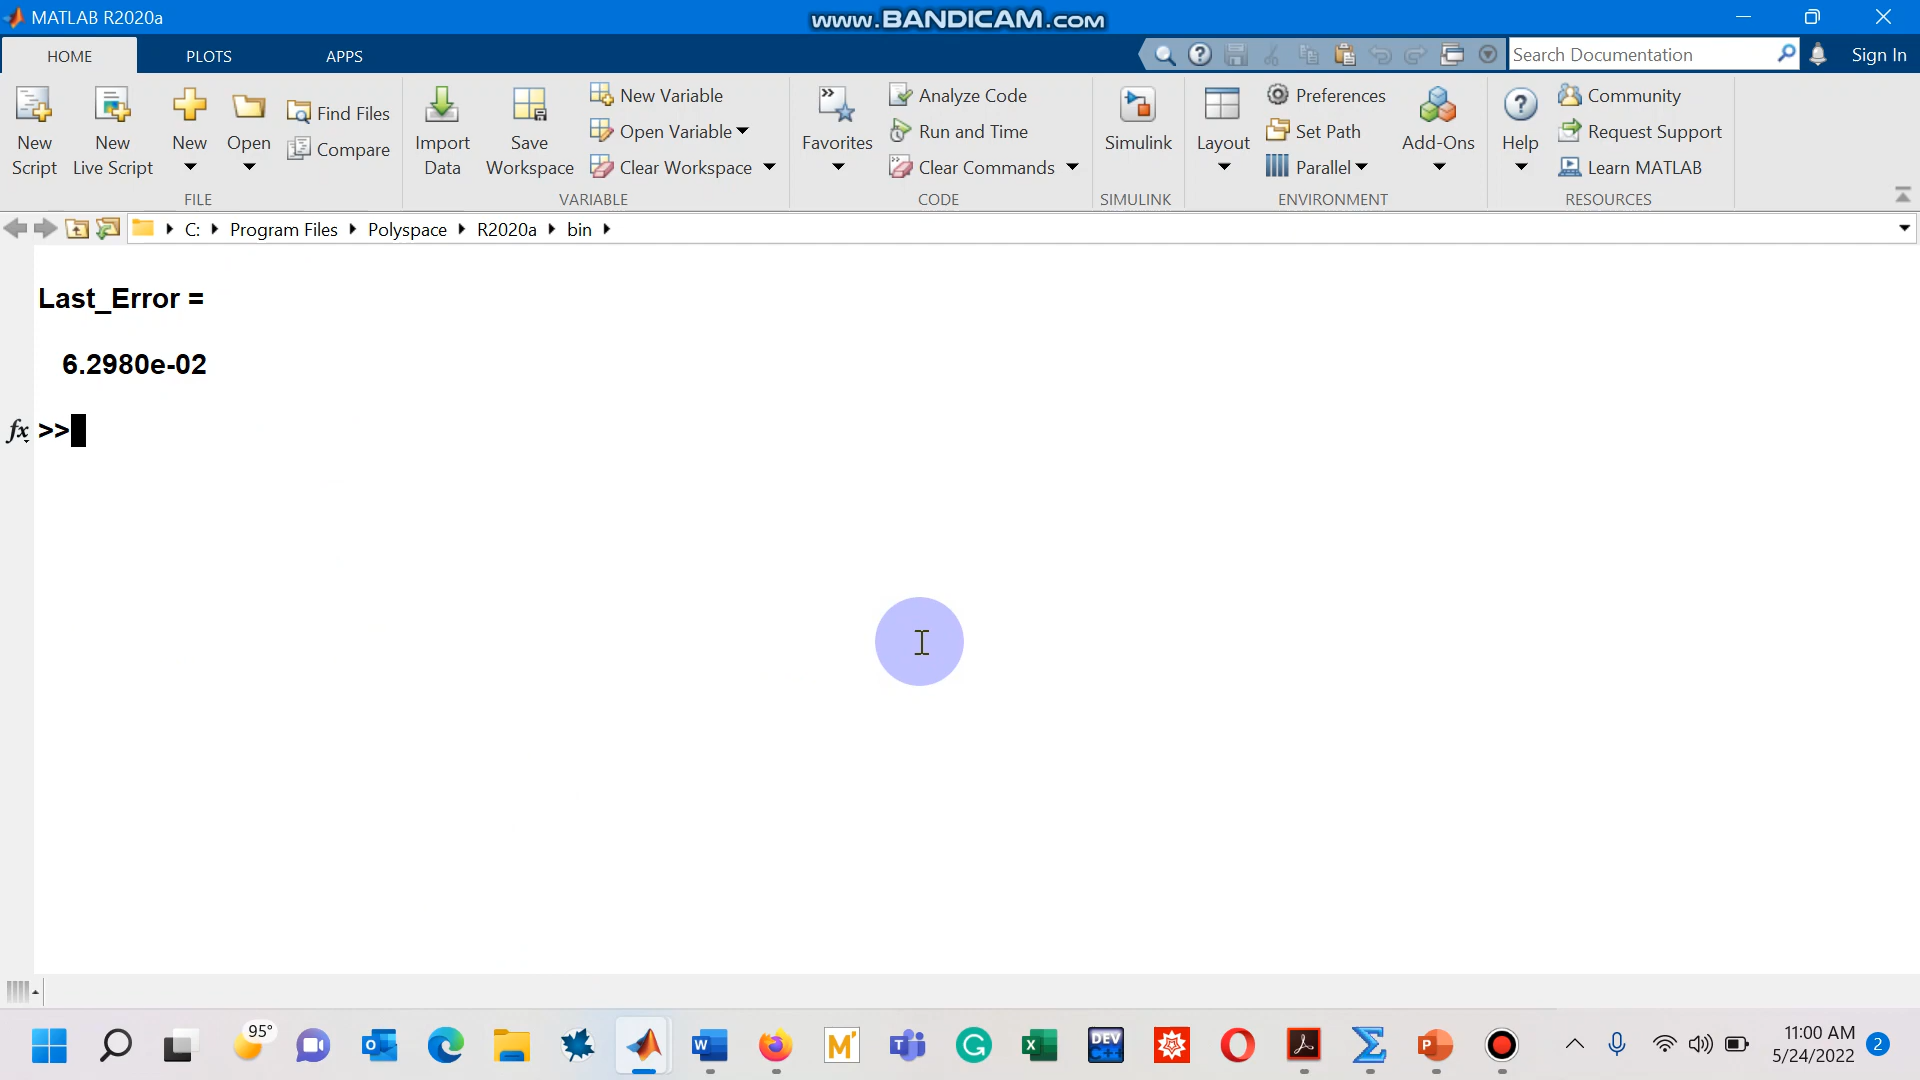 MATLAB R2020a
www.BANDICAM.com
HOME
PLOTS
APPS
Search Documentation
Sign In
New Script
New Live Script
New
Open
Find Files
Compare
FILE
Import Data
Save Workspace
New Variable
Open Variable
Clear Workspace
VARIABLE
Favorites
Analyze Code
Run and Time
Clear Commands
CODE
Simulink
SIMULINK
Layout
Preferences
Set Path
Parallel
Add-Ons
ENVIRONMENT
Help
Community
Request Support
Learn MATLAB
RESOURCES
C: Program Files Polyspace R2020a bin
Last_Error =
6.2980e-02
fx >>
95°
11:00 AM
5/24/2022
2